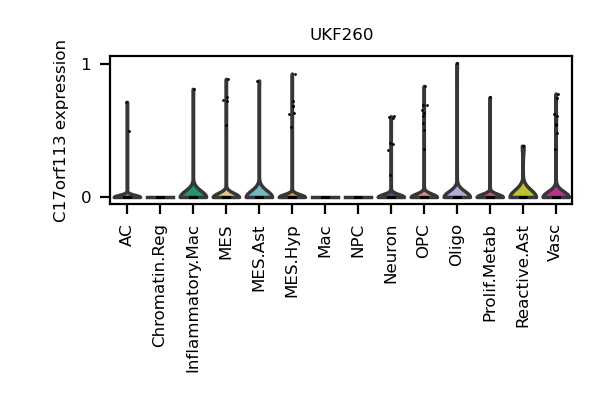 UKF260
C17orf113 expression
1
0
AC
Chromatin.Reg
Inflammatory.Mac
MES
MES.Ast
MES.Hyp
Mac
NPC
Neuron
OPC
Oligo
Prolif.Metab
Reactive.Ast
Vasc